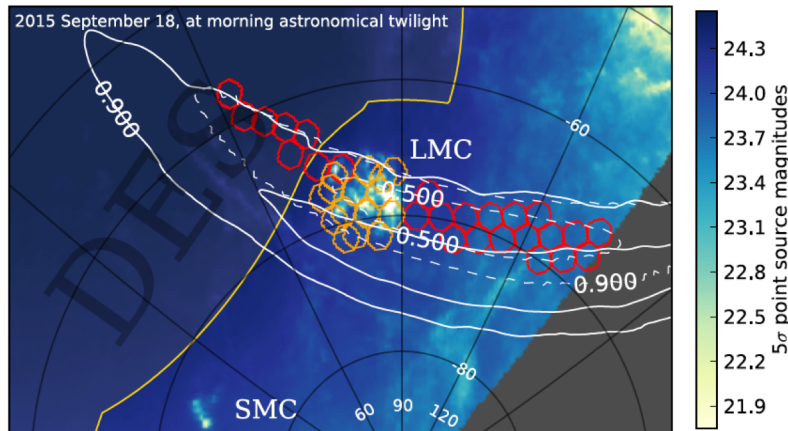 2015 September 18, at morning astronomical twilight
0.900
DES
LMC
-60
0.500
0.500
0.900
-80
SMC
60 90 120
24.3
24.0
23.7
23.4
23.1
22.8
22.5
22.2
21.9
5σ point source magnitudes